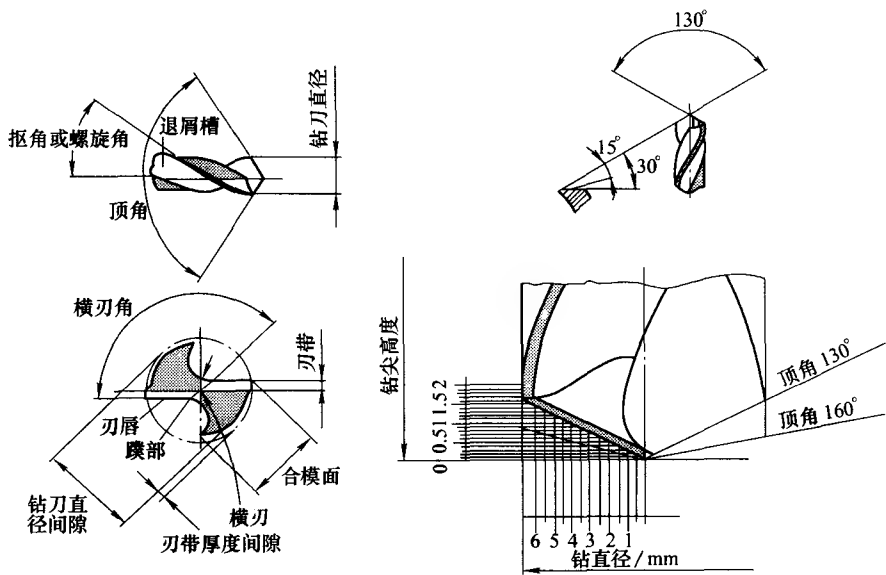 抠角或螺旋角
退屑槽
钻刀直径
顶角
130°
15°
30°
横刃角
刃带
刃唇
蹼部
钻刀直
径间隙
合模面
横刃
刃带厚度间隙
钻尖高度
0 0.5 1 1.5 2
顶角 130°
顶角 160°
6 5 4 3 2 1
钻直径/mm